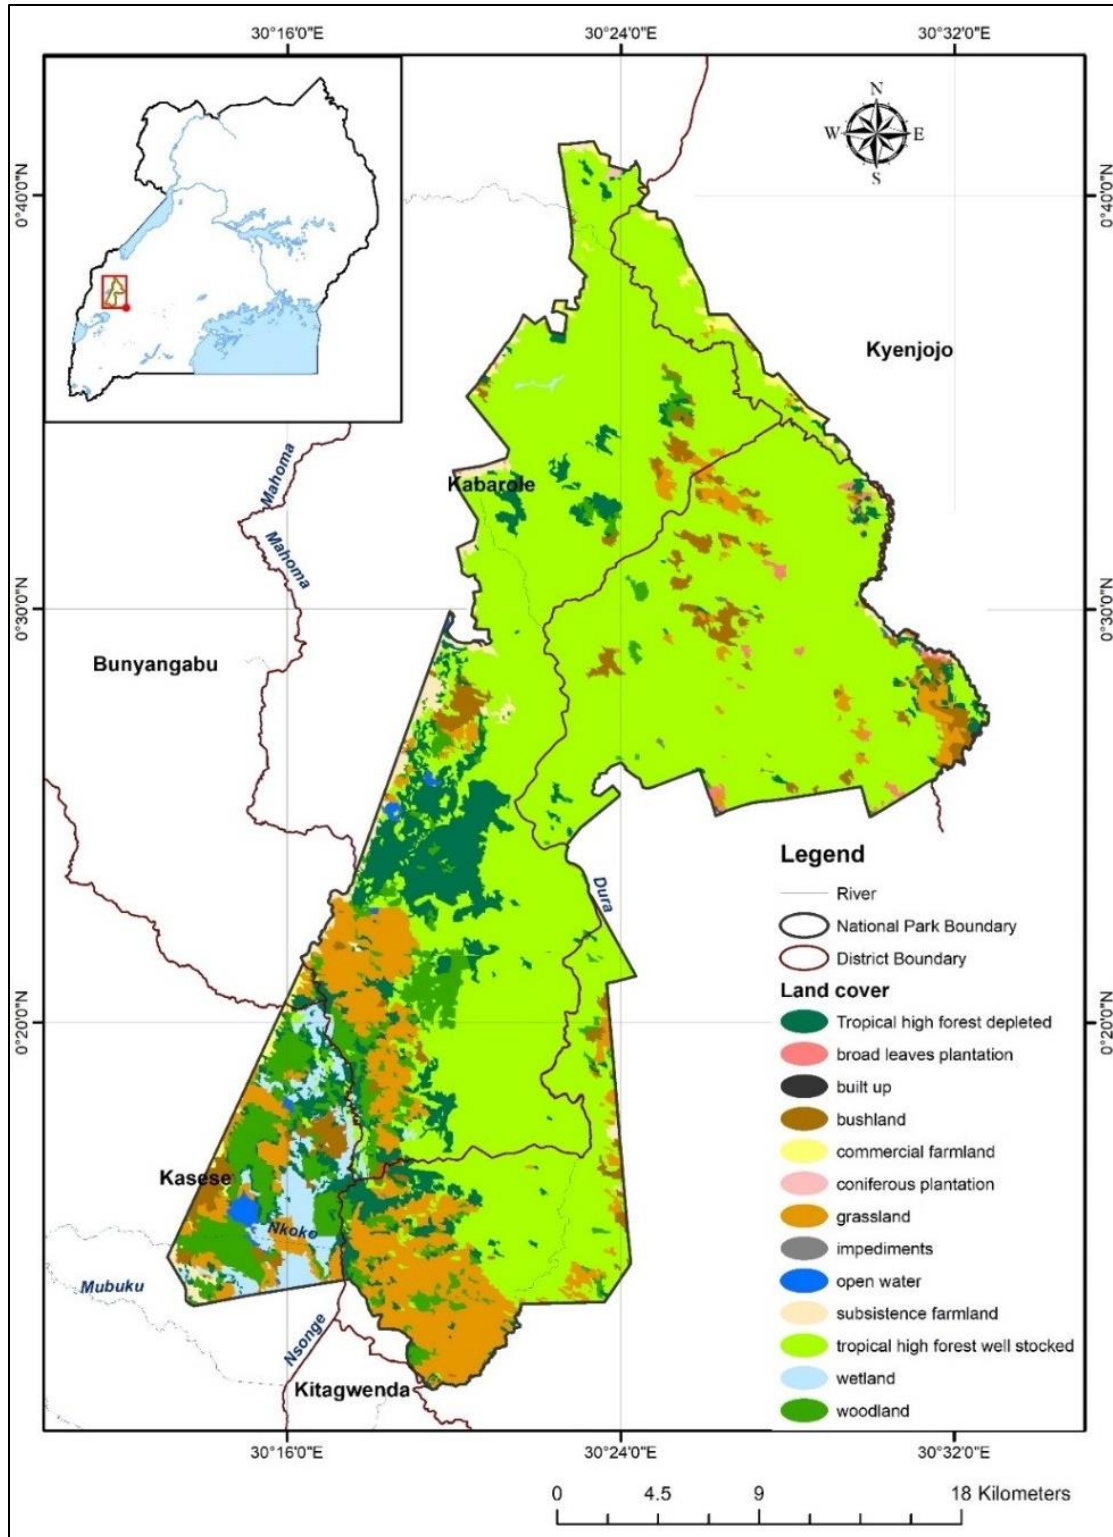 30°16'0"E
30°24'0"E
30°32'0"E
N
W
E
S
0°40'0"N
0°40'0"N
Kyenjojo
Mahoma
Kabarole
Mahoma
0°30'0"N
0°30'0"N
Bunyangabu
Legend
River
Dura
National Park Boundary
District Boundary
Land cover
0°20'0"N
0°20'0"N
Tropical high forest depleted
broad leaves plantation
built up
bushland
commercial farmland
Kasese
coniferous plantation
grassland
Nkoko
impediments
Mubuku
open water
subsistence farmland
Nsonge
tropical high forest well stocked
wetland
Kitagwenda
woodland
30°16'0"E
30°24'0"E
30°32'0"E
0
4.5
9
18 Kilometers